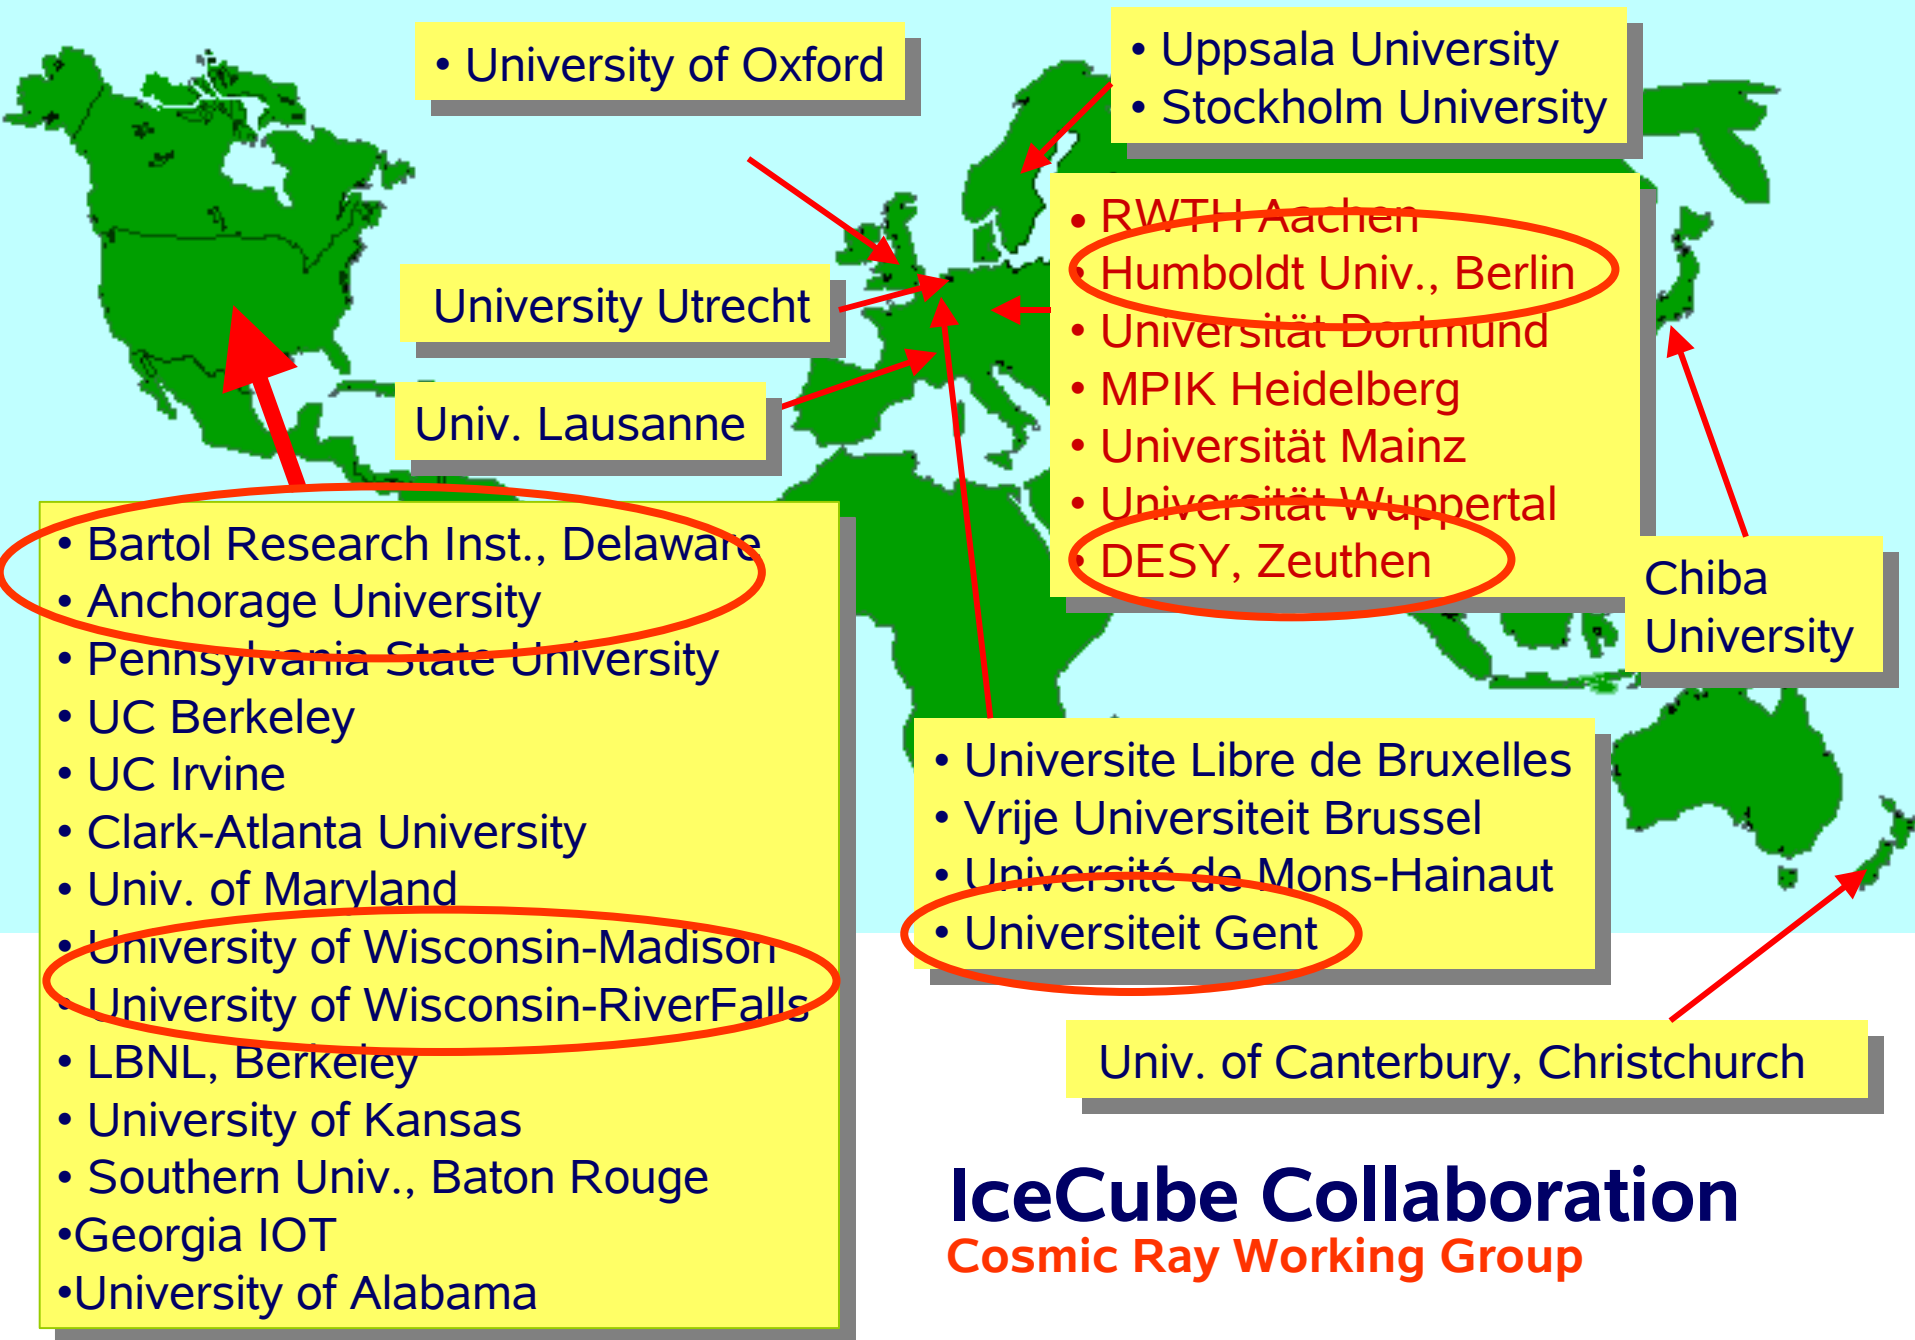 • University of Oxford
• Uppsala University
• Stockholm University
• RWTH Aachen
• Humboldt Univ., Berlin
• Universität Dortmund
• MPIK Heidelberg
• Universität Mainz
• Universität Wuppertal
• DESY, Zeuthen
University Utrecht
Univ. Lausanne
• Bartol Research Inst., Delaware
• Anchorage University
• Pennsylvania State University
• UC Berkeley
• UC Irvine
• Clark-Atlanta University
• Univ. of Maryland
• University of Wisconsin-Madison
• University of Wisconsin-RiverFalls
• LBNL, Berkeley
• University of Kansas
• Southern Univ., Baton Rouge
•Georgia IOT
•University of Alabama
Chiba
University
• Universite Libre de Bruxelles
• Vrije Universiteit Brussel
• Université de Mons-Hainaut
• Universiteit Gent
Univ. of Canterbury, Christchurch
IceCube Collaboration
Cosmic Ray Working Group